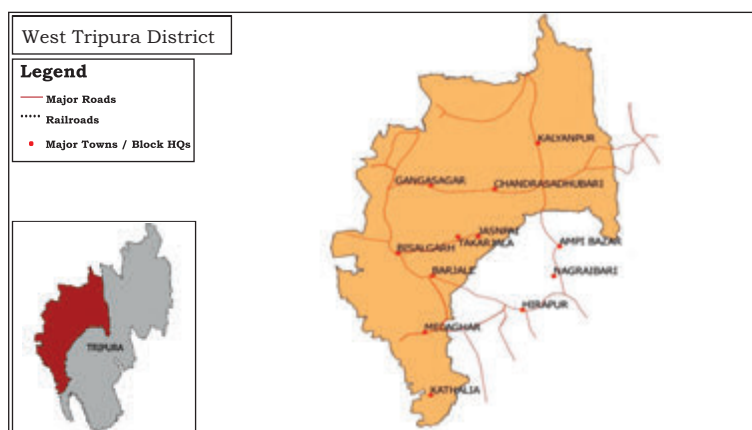 West Tripura District
Legend
Major Roads
Railroads
Major Towns / Block HQs
KALYANPUR
GANGASAGAR
CHANDRASADHUBARI
JASNPAI
TAKARJALA
BISALGARH
AMPI BAZAR
BARJALE
NAGRAIBARI
HIRAPUR
MELAGHAR
KATHALIA
TRIPURA